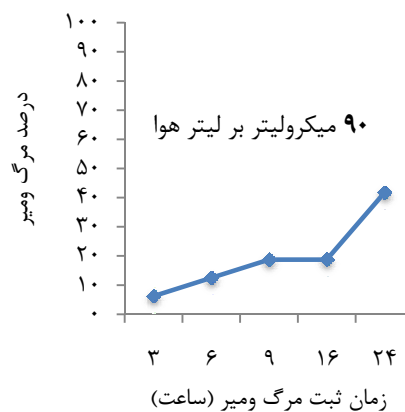 ۱۰۰
۹۰
۸۰
۷۰
۶۰
۵۰
۴۰
۳۰
۲۰
۱۰
۰
درصد مرگ ومیر
۹۰ میکرولیتر بر لیتر هوا
۳ ۶ ۹ ۱۶ ۲۴
زمان ثبت مرگ ومیر (ساعت)